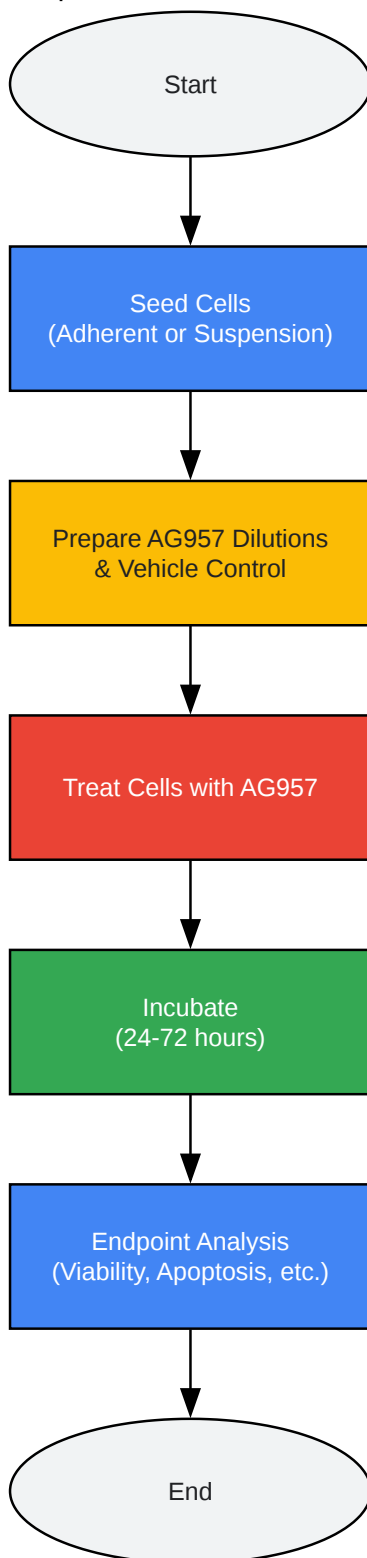 Start
Seed Cells
(Adherent or Suspension)
Prepare AG957 Dilutions
& Vehicle Control
Treat Cells with AG957
Incubate
(24-72 hours)
Endpoint Analysis
(Viability, Apoptosis, etc.)
End